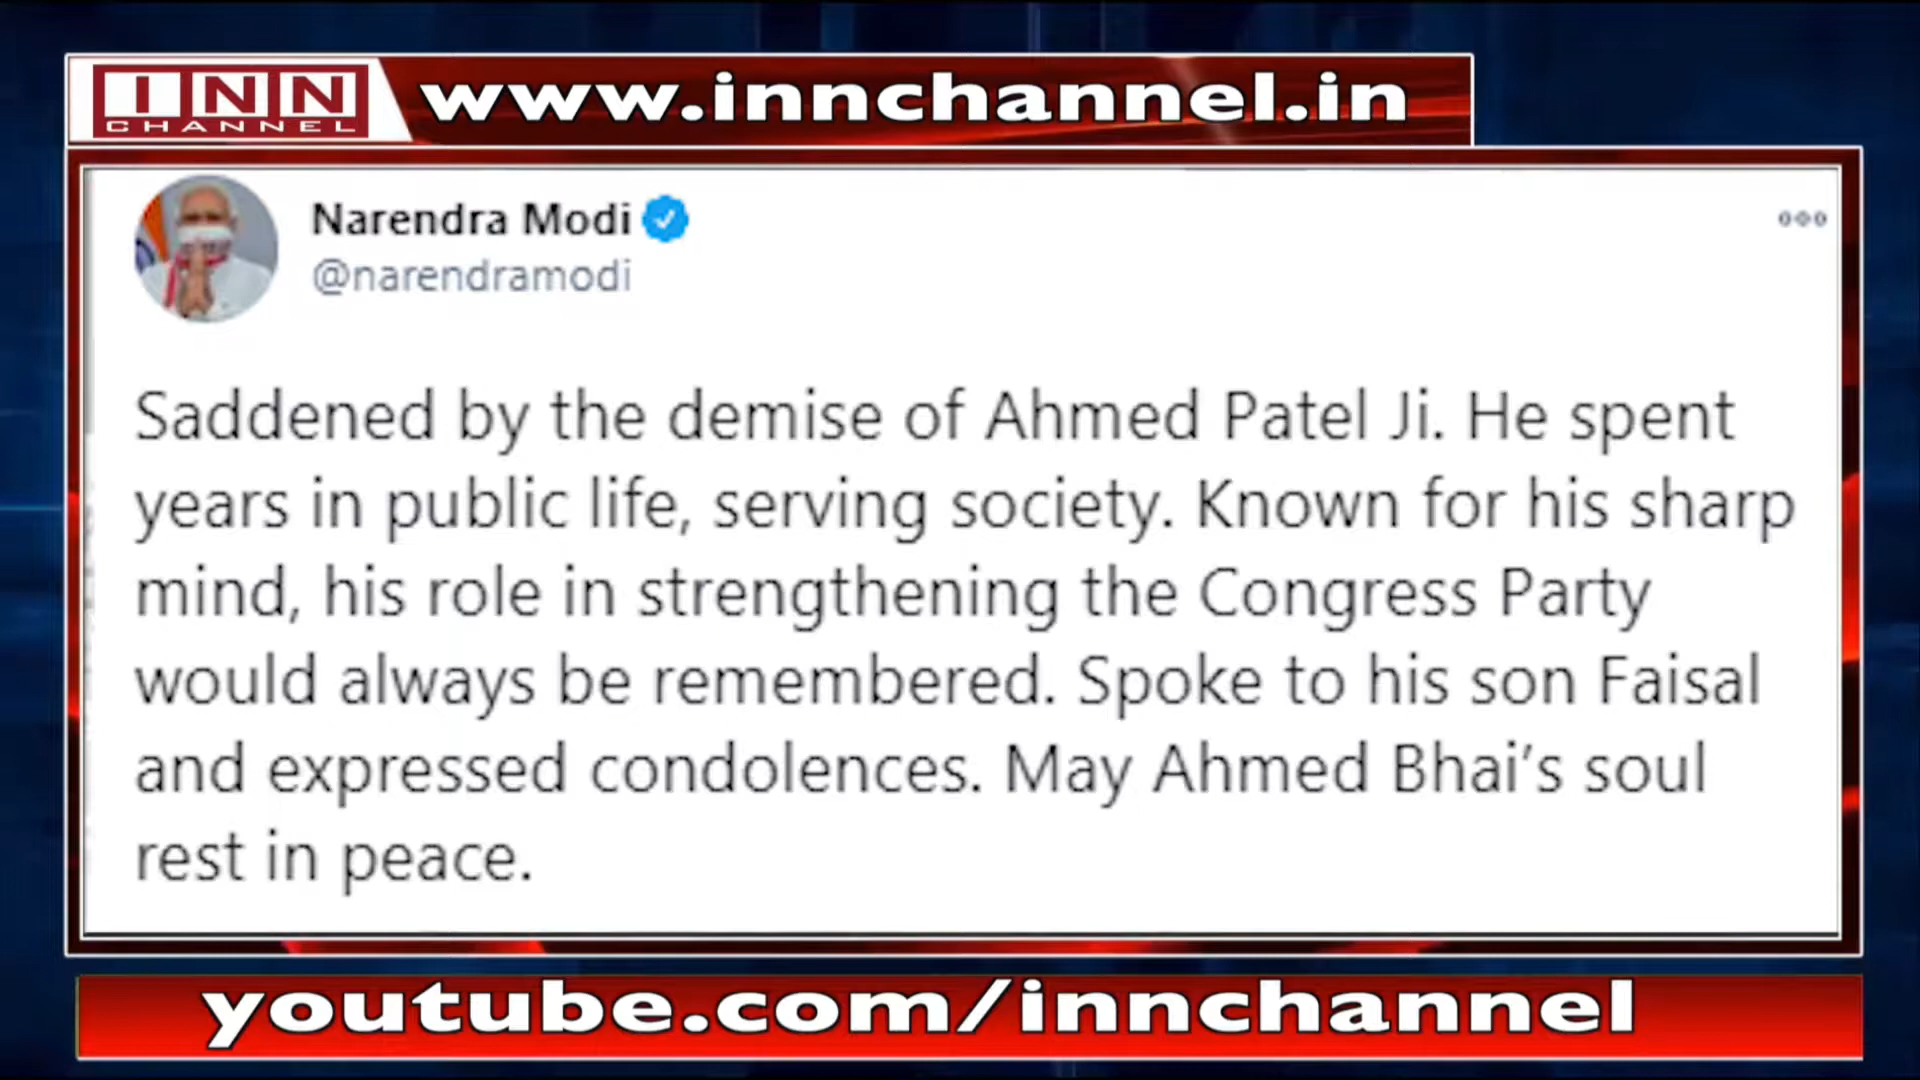 INN
CHANNEL
www.innchannel.in
Narendra Modi
@narendramodi
Saddened by the demise of Ahmed Patel Ji. He spent
years in public life, serving society. Known for his sharp
mind, his role in strengthening the Congress Party
would always be remembered. Spoke to his son Faisal
and expressed condolences. May Ahmed Bhai’s soul
rest in peace.
youtube.com/innchannel